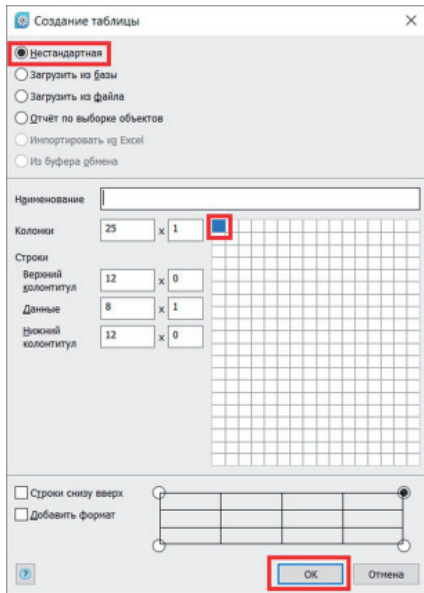 Создание таблицы
Нестандартная
Загрузить из базы
Загрузить из файла
Отчёт по выборке объектов
Импортировать из Excel
Из буфера обмена
Наименование
Колонки 25 x 1
Строки
Верхний колонтитул 12 x 0
Данные 8 x 1
Нижний колонтитул 12 x 0
Строки снизу вверх
Добавить формат
? OK Отмена